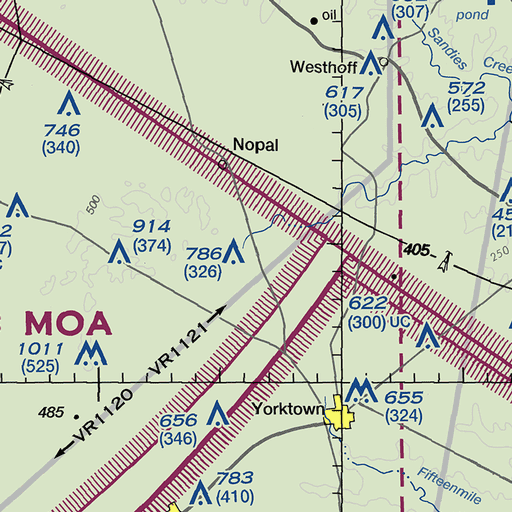 (307)
pond
oil
Sandies
Westhoff
Creek
617
(305)
572
(255)
746
(340)
Nopal
500
914
(374)
786
(326)
405
250
MOA
622
(300) UC
1011
(525)
VR1120
VR1121
485
656
(346)
Yorktown
655
(324)
783
(410)
Fifteenmile